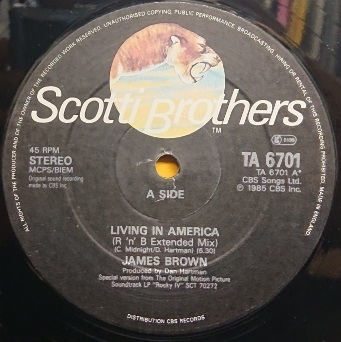 UNAUTHORISED COPYING, PUBLIC PERFORMANCE, BROADCASTING, HIRING OR RENTAL OF THIS RECORD PROHIBITED. MADE IN ENGLAND.
ALL RIGHTS OF THE PRODUCER AND OF THE OWNER OF THE RECORDED WORK RESERVED.
Scotti Brothers
TM
45 RPM
STEREO
MCPS/BIEM
Original sound recording
made by CBS Inc.
TA 6701
TA 6701 A*
CBS Songs Ltd.
℗ 1985 CBS Inc.
A SIDE
LIVING IN AMERICA
(R 'n' B Extended Mix)
(C. Midnight/D. Hartman) (6.30)
JAMES BROWN
Produced by Dan Hartman
Special version from The Original Motion Picture
Soundtrack LP "Rocky IV" SCT 70272
DISTRIBUTION CBS RECORDS